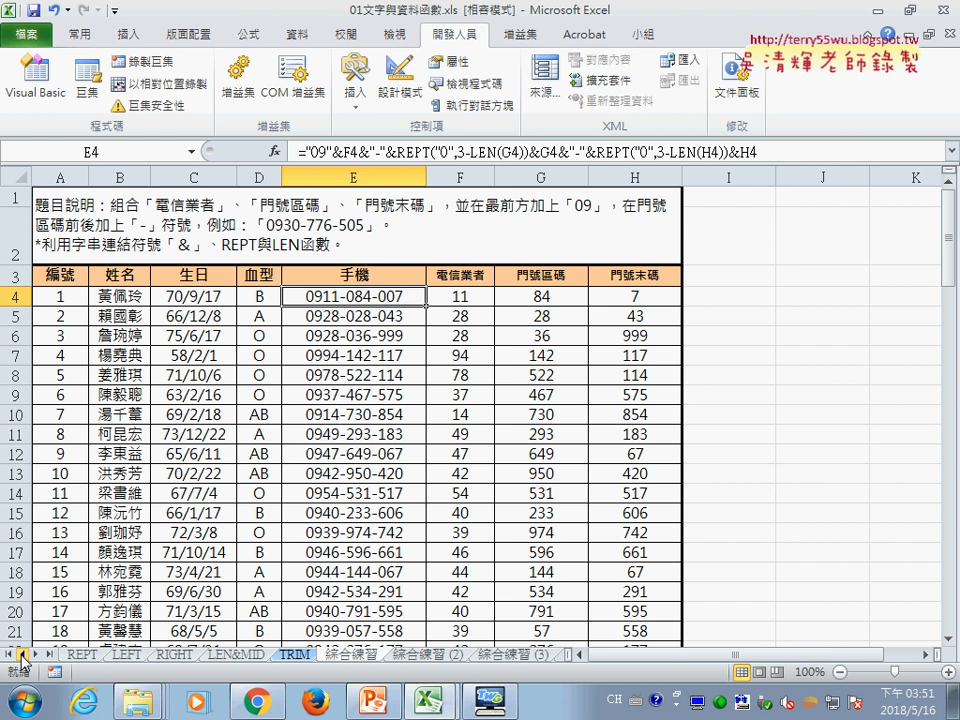 01文字與資料函數.xls [相容模式] - Microsoft Excel
http://terry55wu.blogspot.tw
吳清輝老師錄製
檔案 常用 插入 版面配置 公式 資料 校閱 檢視 開發人員 增益集 Acrobat 小組
Visual Basic 巨集 錄製巨集 以相對位置錄製 巨集安全性 程式碼
增益集 COM 增益集 增益集
插入 設計模式 屬性 檢視程式碼 執行對話方塊 控制項
來源... 對應內容 擴充套件 重新整理資料 匯入 匯出 XML
文件面板 修改
E4 fx ="09"&F4&"-"&REPT("0",3-LEN(G4))&G4&"-"&REPT("0",3-LEN(H4))&H4
A B C D E F G H I J K
1 題目說明：組合「電信業者」、「門號區碼」、「門號末碼」，並在最前方加上「09」，在門號
區碼前後加上「-」符號，例如：「0930-776-505」。
2 *利用字串連結符號「&」、REPT與LEN函數。
3 編號 姓名 生日 血型 手機 電信業者 門號區碼 門號末碼
4 1 黃佩玲 70/9/17 B 0911-084-007 11 84 7
5 2 賴國彰 66/12/8 A 0928-028-043 28 28 43
6 3 詹琬婷 75/6/17 O 0928-036-999 28 36 999
7 4 楊堯典 58/2/1 O 0994-142-117 94 142 117
8 5 姜雅琪 71/10/6 O 0978-522-114 78 522 114
9 6 陳毅聰 63/2/16 O 0937-467-575 37 467 575
10 7 湯千葦 69/2/18 AB 0914-730-854 14 730 854
11 8 柯昆宏 73/12/22 A 0949-293-183 49 293 183
12 9 李東益 65/6/11 AB 0947-649-067 47 649 67
13 10 洪秀芳 70/2/22 AB 0942-950-420 42 950 420
14 11 梁書維 67/7/4 O 0954-531-517 54 531 517
15 12 陳沅佑 66/1/17 B 0940-233-606 40 233 606
16 13 劉珈妤 72/3/8 O 0939-974-742 39 974 742
17 14 顏逸琪 71/10/14 B 0946-596-661 46 596 661
18 15 林宛霓 73/4/21 A 0944-144-067 44 144 67
19 16 郭雅芬 69/6/30 A 0942-534-291 42 534 291
20 17 方鈞儀 71/3/15 AB 0940-791-595 40 791 595
21 18 黃馨慧 68/5/5 B 0939-057-558 39 57 558
REPT LEFT RIGHT LEN&MID TRIM 綜合練習 綜合練習 (2) 綜合練習 (3)
就緒 100%
CH 下午 03:51
2018/5/16